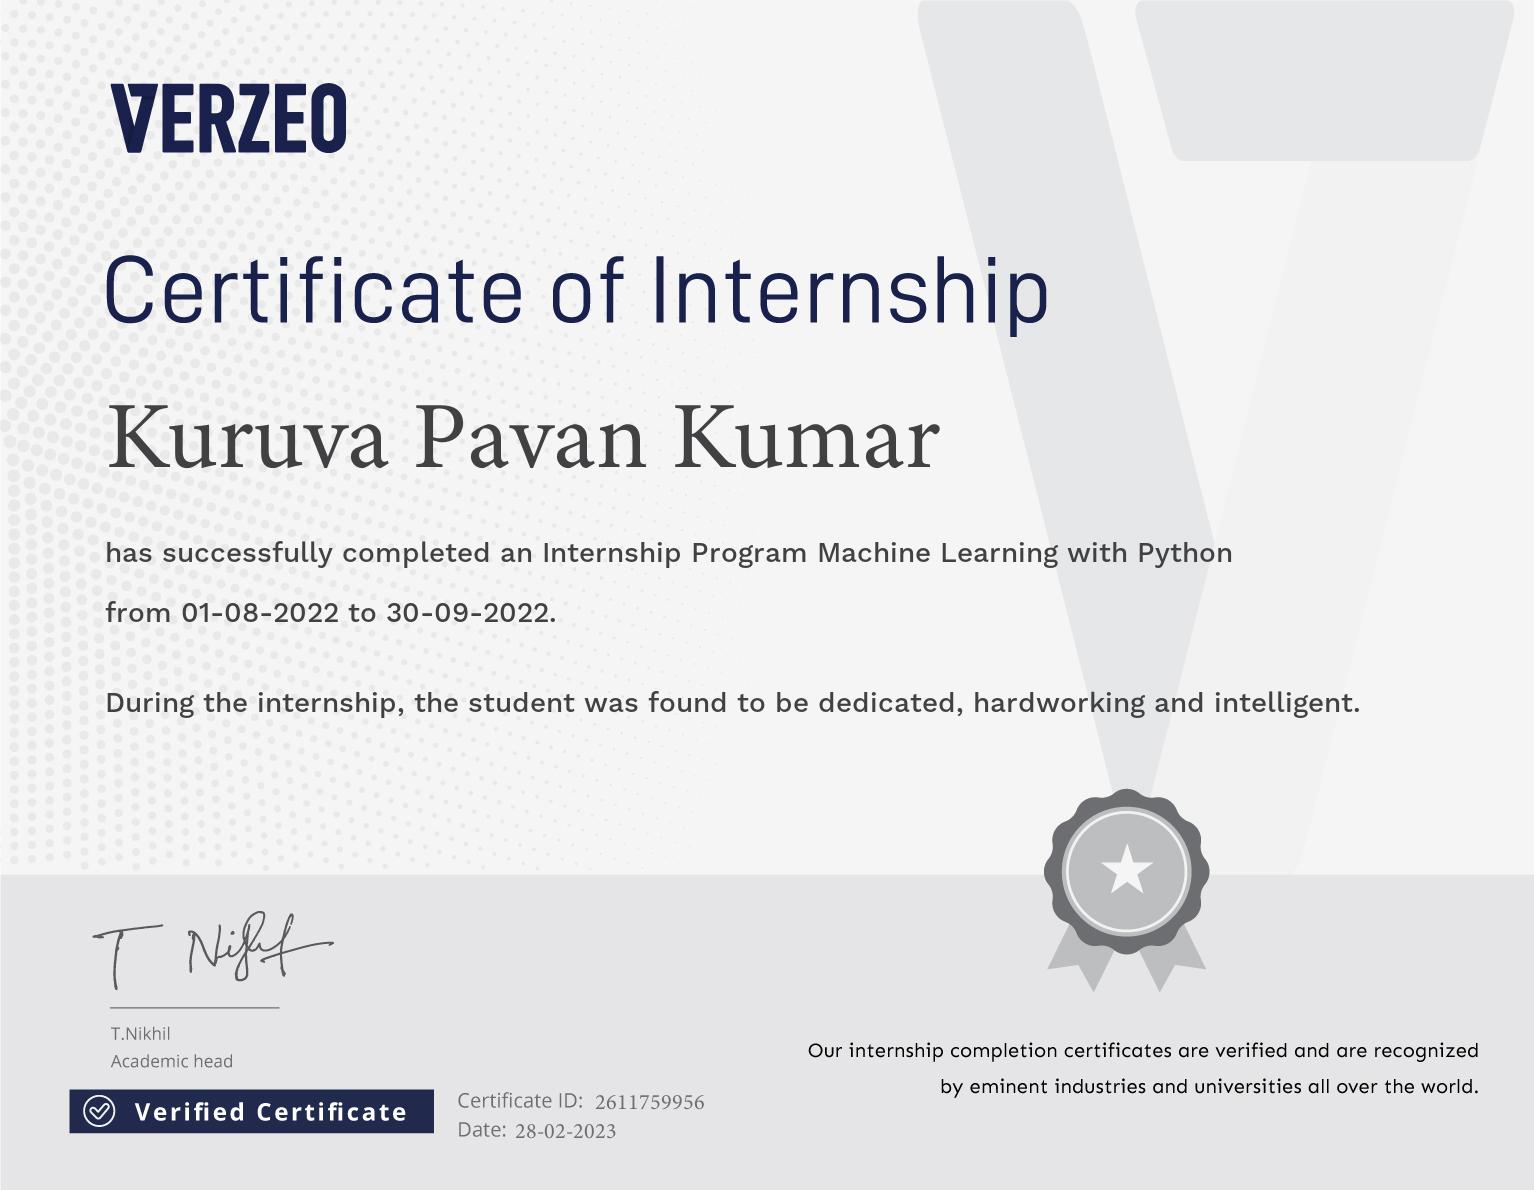 VERZEO
Certificate of Internship
Kuruva Pavan Kumar
has successfully completed an Internship Program Machine Learning with Python
from 01-08-2022 to 30-09-2022.
During the internship, the student was found to be dedicated, hardworking and intelligent.
T Nikhil
T.Nikhil
Academic head
Verified Certificate
Certificate ID: 2611759956
Date: 28-02-2023
Our internship completion certificates are verified and are recognized
by eminent industries and universities all over the world.